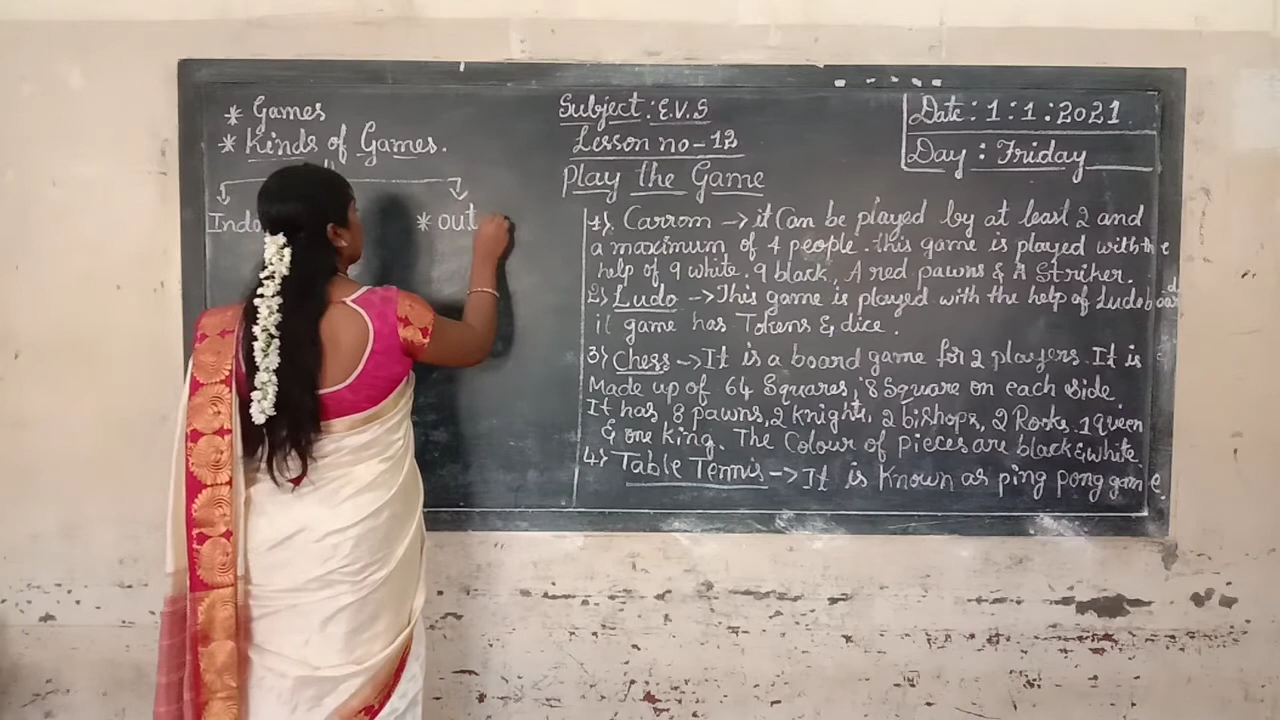 * Games
* Kinds of Games.
Indo
* out
Subject : E.V.S
Lesson no - 12
Play the Game
Date : 1 : 1 : 2021
Day : Friday
1) Carrom -> it Can be played by at least 2 and
a maximum of 4 people. this game is played with the
help of 9 white. 9 black, A red pawns & A Striker.
2) Ludo -> This game is played with the help of Ludo board
it game has Tokens & dice.
3) Chess -> It is a board game for 2 players. It is
Made up of 64 Squares, 8 Square on each side.
It has 8 pawns, 2 knights, 2 bishops, 2 Rooks. 1 queen
& one king. The Colour of Pieces are black & white.
4) Table Tennis -> It is Known as ping pong game.